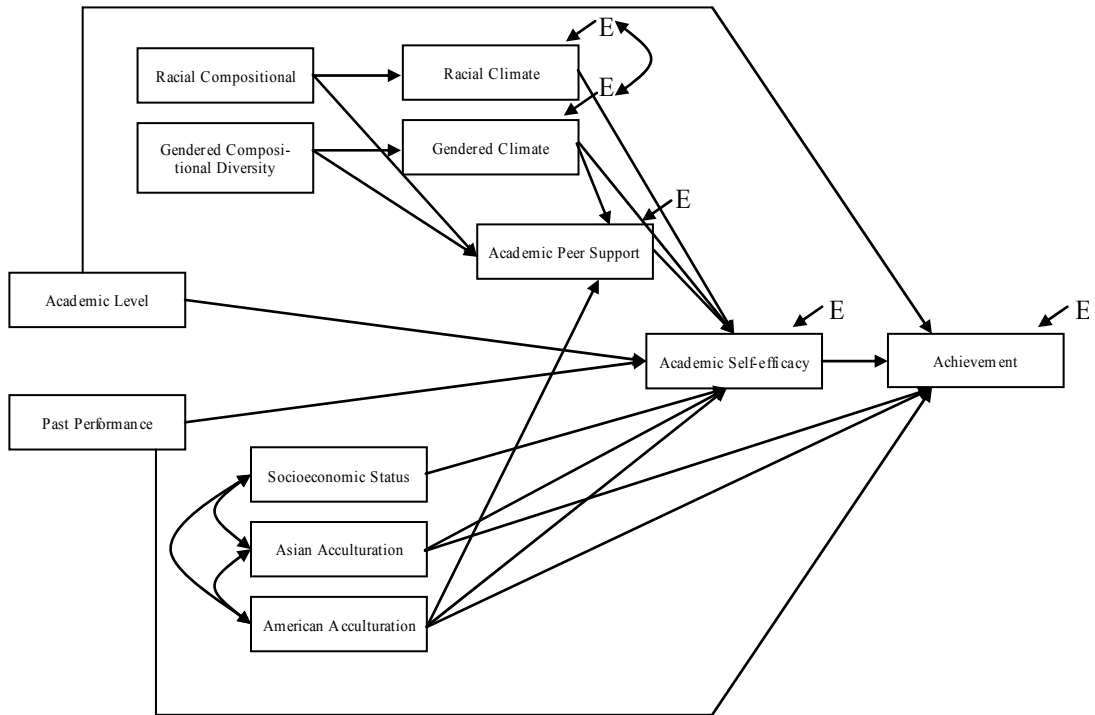 E
Racial Compositional
Racial Climate
E
Gendered Composi-
tional Diversity
Gendered Climate
E
Academic Peer Support
Academic Level
E
E
Academic Self-efficacy
Achievement
Past Performance
Socioeconomic Status
Asian Acculturation
American Acculturation